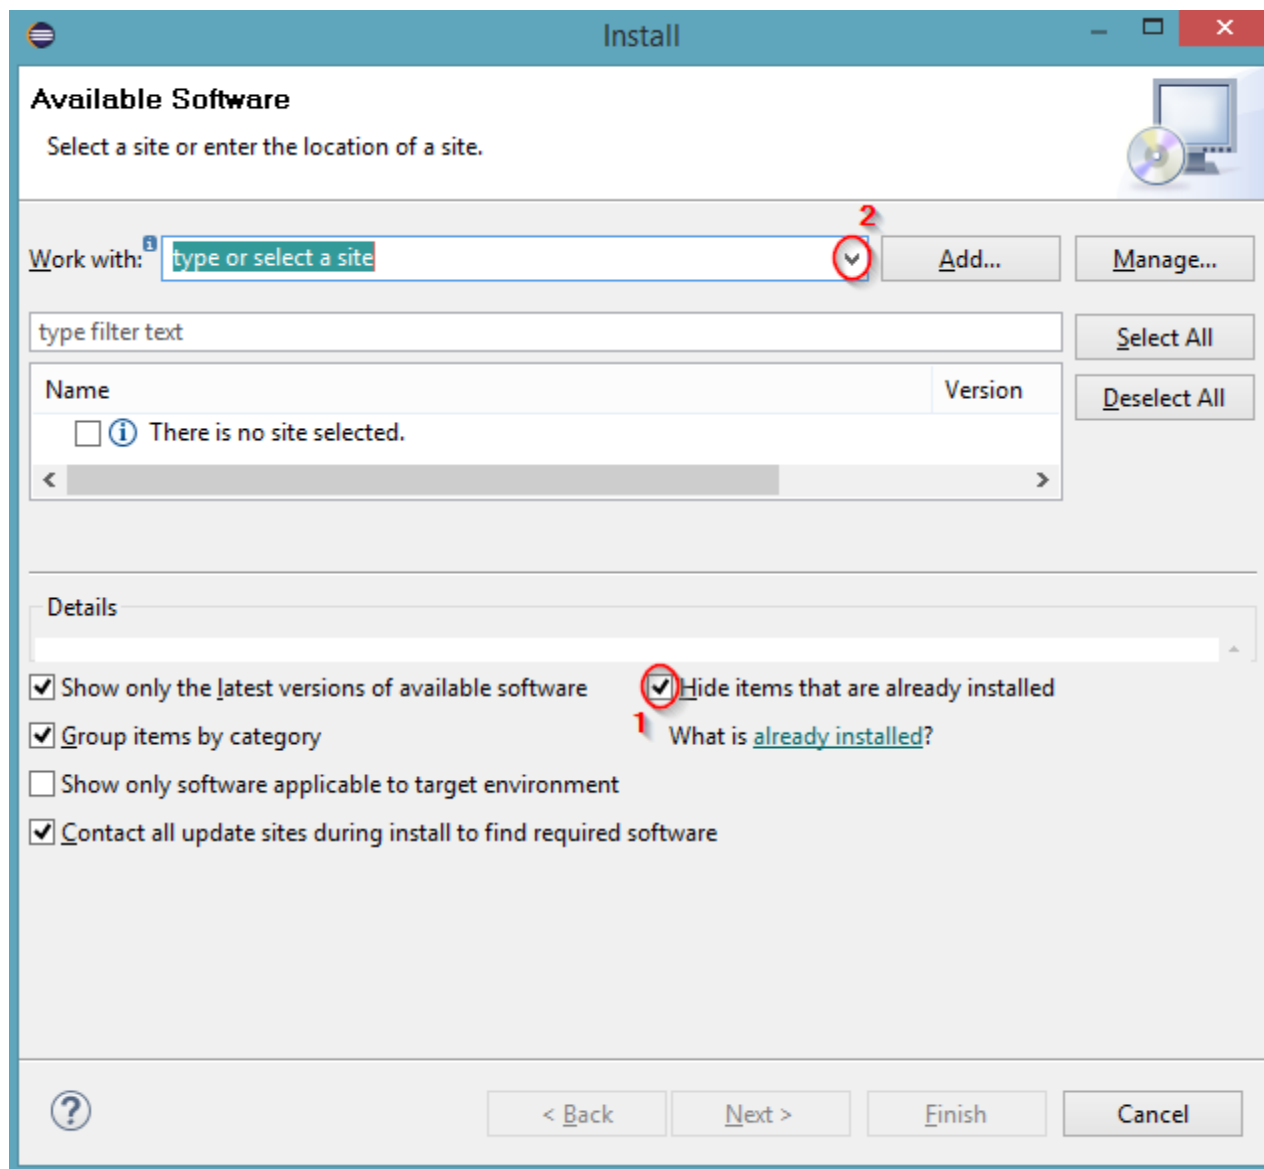 Install
Available Software
Select a site or enter the location of a site.
2
Work with: type or select a site Add... Manage...
type filter text Select All
Name Version Deselect All
There is no site selected.
Details
Show only the latest versions of available software Hide items that are already installed
1
Group items by category What is already installed?
Show only software applicable to target environment
Contact all update sites during install to find required software
? < Back Next > Finish Cancel